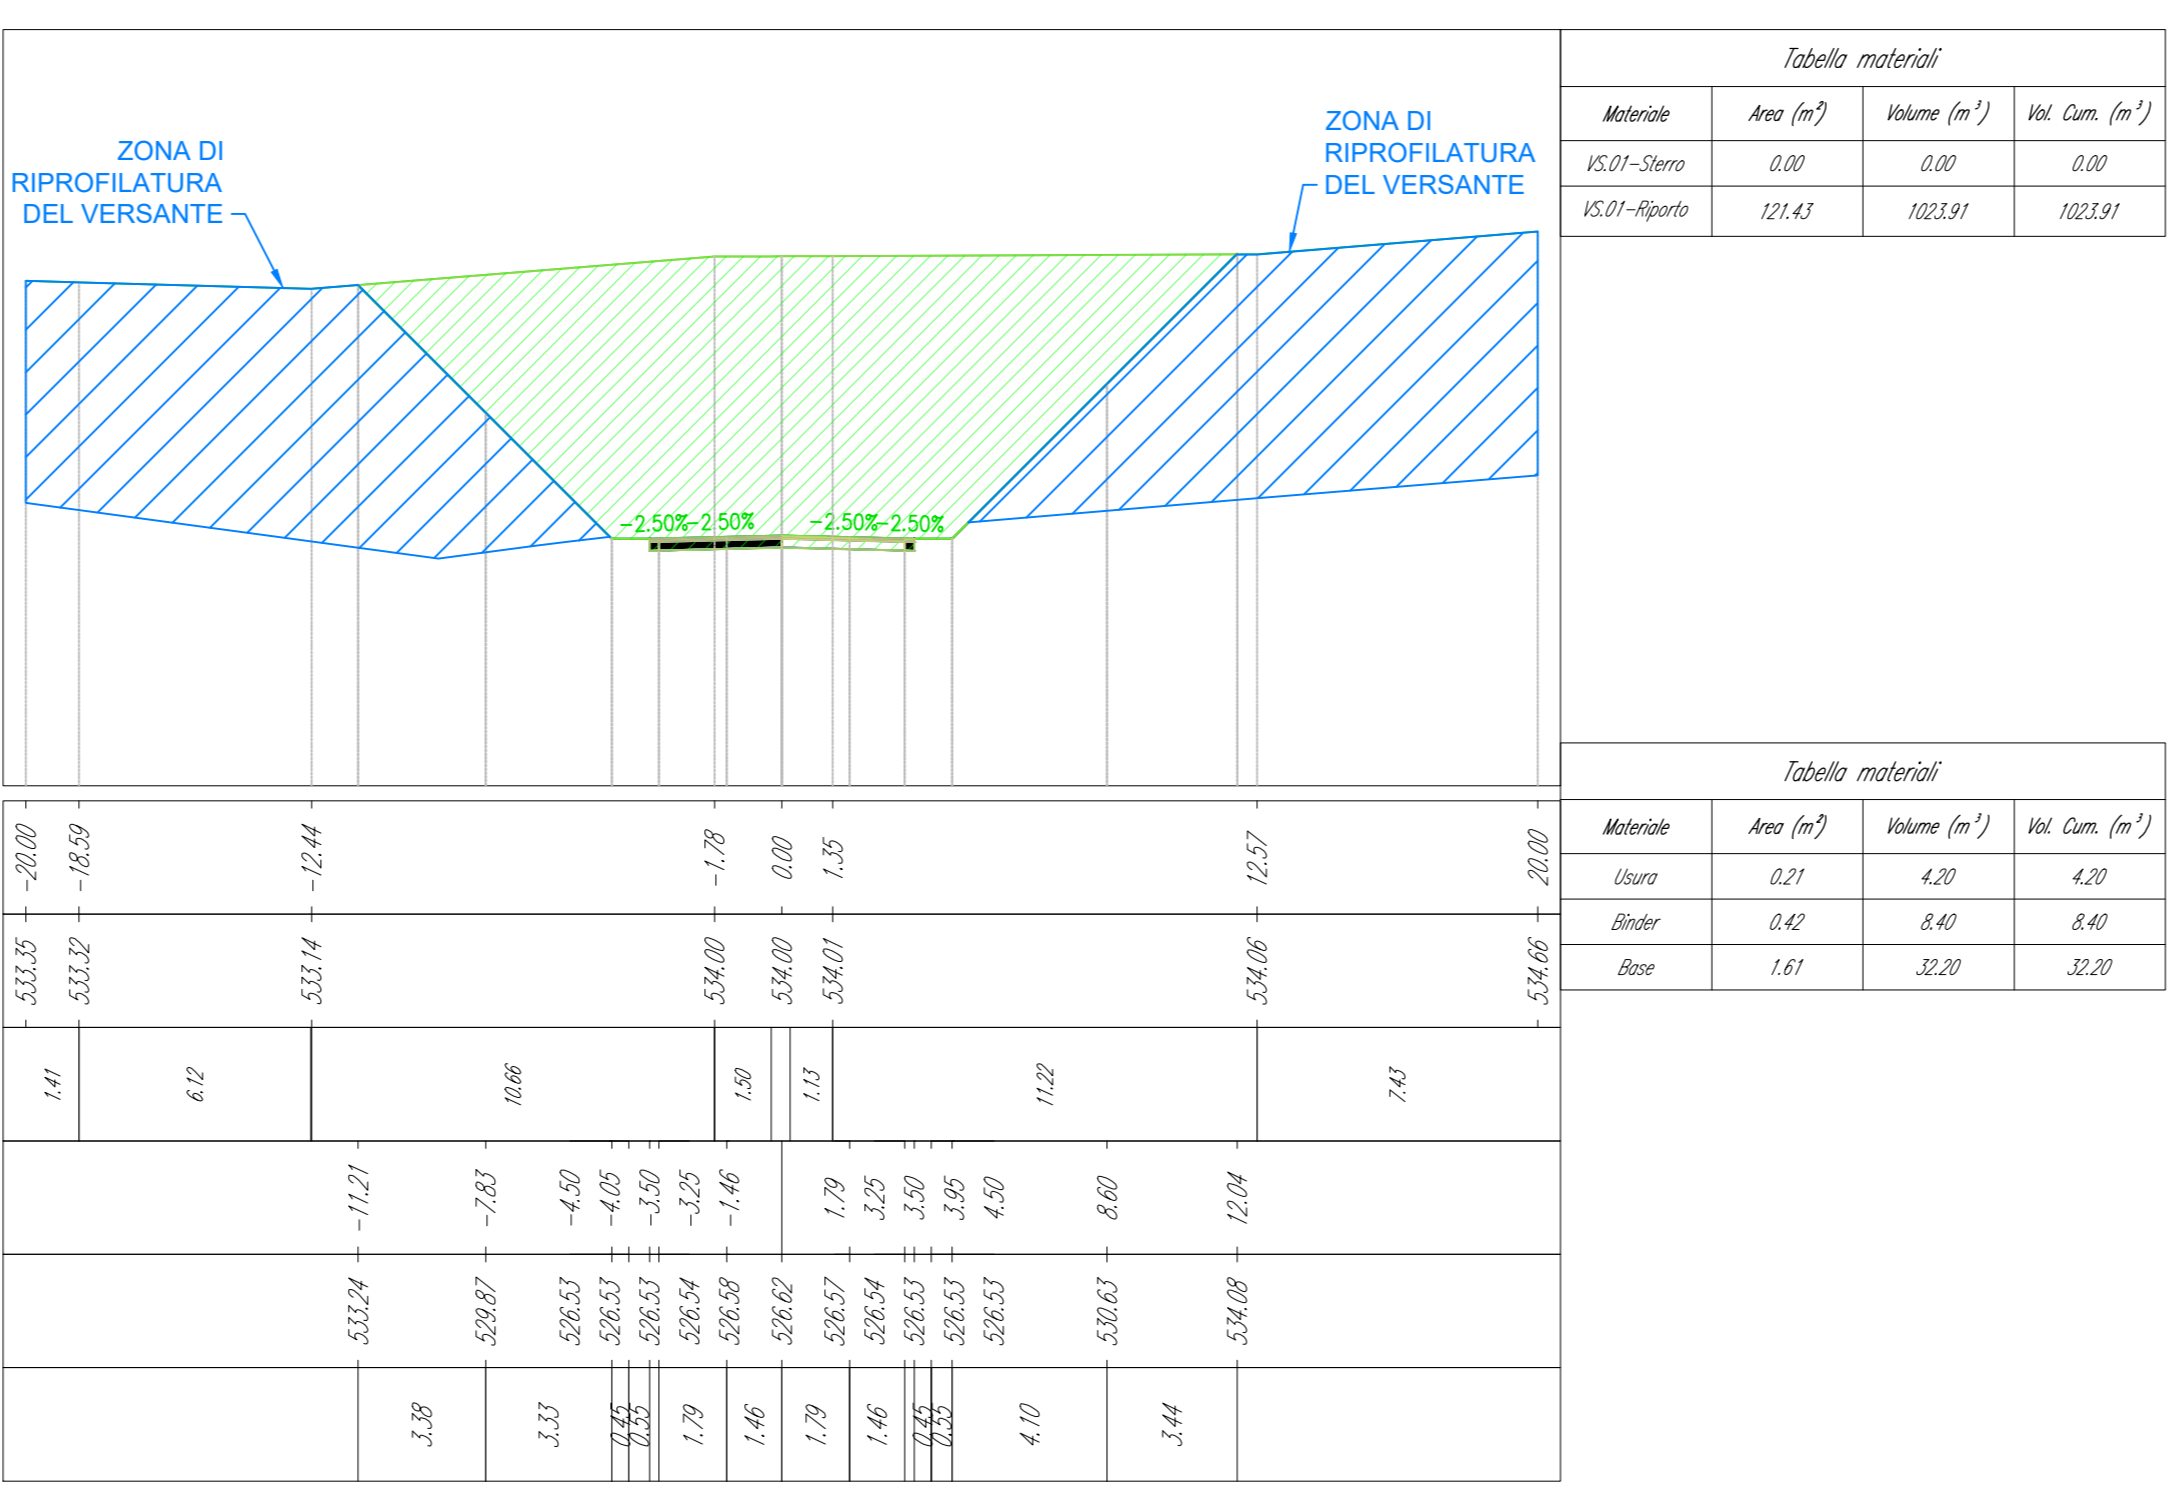 ZONA DI
RIPROFILATURA
DEL VERSANTE
ZONA DI
RIPROFILATURA
DEL VERSANTE
-2.50% -2.50% -2.50% -2.50%
Tabella materiali
Materiale Area (m²) Volume (m³) Vol. Cum. (m³)
VS.01-Sterro 0.00 0.00 0.00
VS.01-Riporto 121.43 1023.91 1023.91
Tabella materiali
Materiale Area (m²) Volume (m³) Vol. Cum. (m³)
Usura 0.21 4.20 4.20
Binder 0.42 8.40 8.40
Base 1.61 32.20 32.20
-20.00 -18.59 -12.44 -1.78 0.00 1.35 12.57 20.00
533.35 533.32 533.14 534.00 534.00 534.01 534.06 534.66
1.41 6.12 10.66 1.50 1.13 11.22 7.43
-11.21 -7.83 -4.50 -4.05 -3.50 -3.25 -1.46 1.79 3.25 3.50 3.95 4.50 8.60 12.04
533.24 529.87 526.53 526.53 526.53 526.54 526.58 526.62 526.57 526.54 526.53 526.53 526.53 530.63 534.08
3.38 3.33 0.45 0.55 1.79 1.46 1.79 1.46 0.45 0.55 4.10 3.44